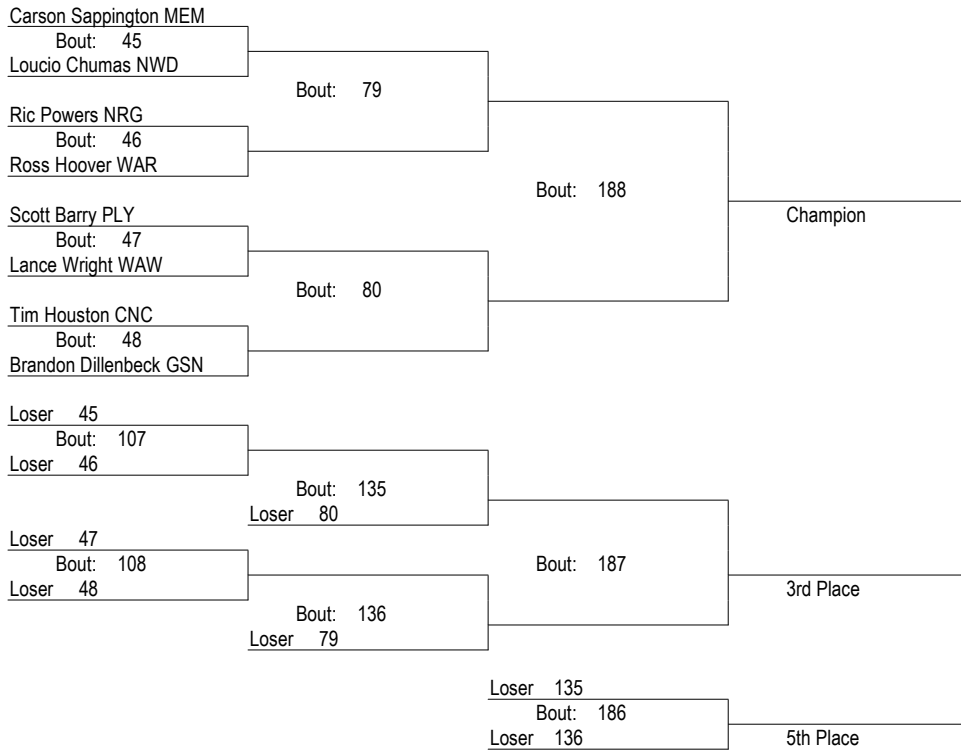 Carson Sappington MEM
Bout: 45
Loucio Chumas NWD
Bout: 79
Ric Powers NRG
Bout: 46
Ross Hoover WAR
Bout: 188
Scott Barry PLY
Champion
Bout: 47
Lance Wright WAW
Bout: 80
Tim Houston CNC
Bout: 48
Brandon Dillenbeck GSN
Loser 45
Bout: 107
Loser 46
Bout: 135
Loser 80
Loser 47
Bout: 108
Bout: 187
Loser 48
3rd Place
Bout: 136
Loser 79
Loser 135
Bout: 186
Loser 136
5th Place